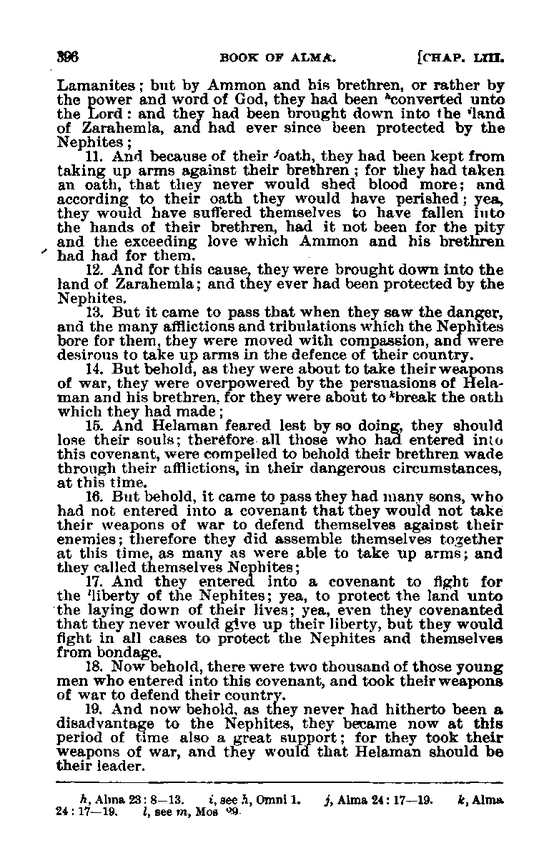 396 BOOK OF ALMA. [CHAP. LIII.
Lamanites; but by Ammon and his brethren, or rather by
the power and word of God, they had been ʰconverted unto
the Lord: and they had been brought down into the ⁱland
of Zarahemla, and had ever since been protected by the
Nephites;
11. And because of their ʲoath, they had been kept from
taking up arms against their brethren; for they had taken
an oath, that they never would shed blood more; and
according to their oath they would have perished; yea,
they would have suffered themselves to have fallen into
the hands of their brethren, had it not been for the pity
and the exceeding love which Ammon and his brethren
had had for them.
12. And for this cause, they were brought down into the
land of Zarahemla; and they ever had been protected by the
Nephites.
13. But it came to pass that when they saw the danger,
and the many afflictions and tribulations which the Nephites
bore for them, they were moved with compassion, and were
desirous to take up arms in the defence of their country.
14. But behold, as they were about to take their weapons
of war, they were overpowered by the persuasions of Hela-
man and his brethren, for they were about to ᵏbreak the oath
which they had made;
15. And Helaman feared lest by so doing, they should
lose their souls; therefore all those who had entered into
this covenant, were compelled to behold their brethren wade
through their afflictions, in their dangerous circumstances,
at this time.
16. But behold, it came to pass they had many sons, who
had not entered into a covenant that they would not take
their weapons of war to defend themselves against their
enemies; therefore they did assemble themselves together
at this time, as many as were able to take up arms; and
they called themselves Nephites;
17. And they entered into a covenant to fight for
the ˡliberty of the Nephites; yea, to protect the land unto
the laying down of their lives; yea, even they covenanted
that they never would give up their liberty, but they would
fight in all cases to protect the Nephites and themselves
from bondage.
18. Now behold, there were two thousand of those young
men who entered into this covenant, and took their weapons
of war to defend their country.
19. And now behold, as they never had hitherto been a
disadvantage to the Nephites, they became now at this
period of time also a great support; for they took their
weapons of war, and they would that Helaman should be
their leader.
h, Alma 23: 8—13. i, see h, Omni 1. j, Alma 24: 17—19. k, Alma
24: 17—19. l, see m, Mos 29.